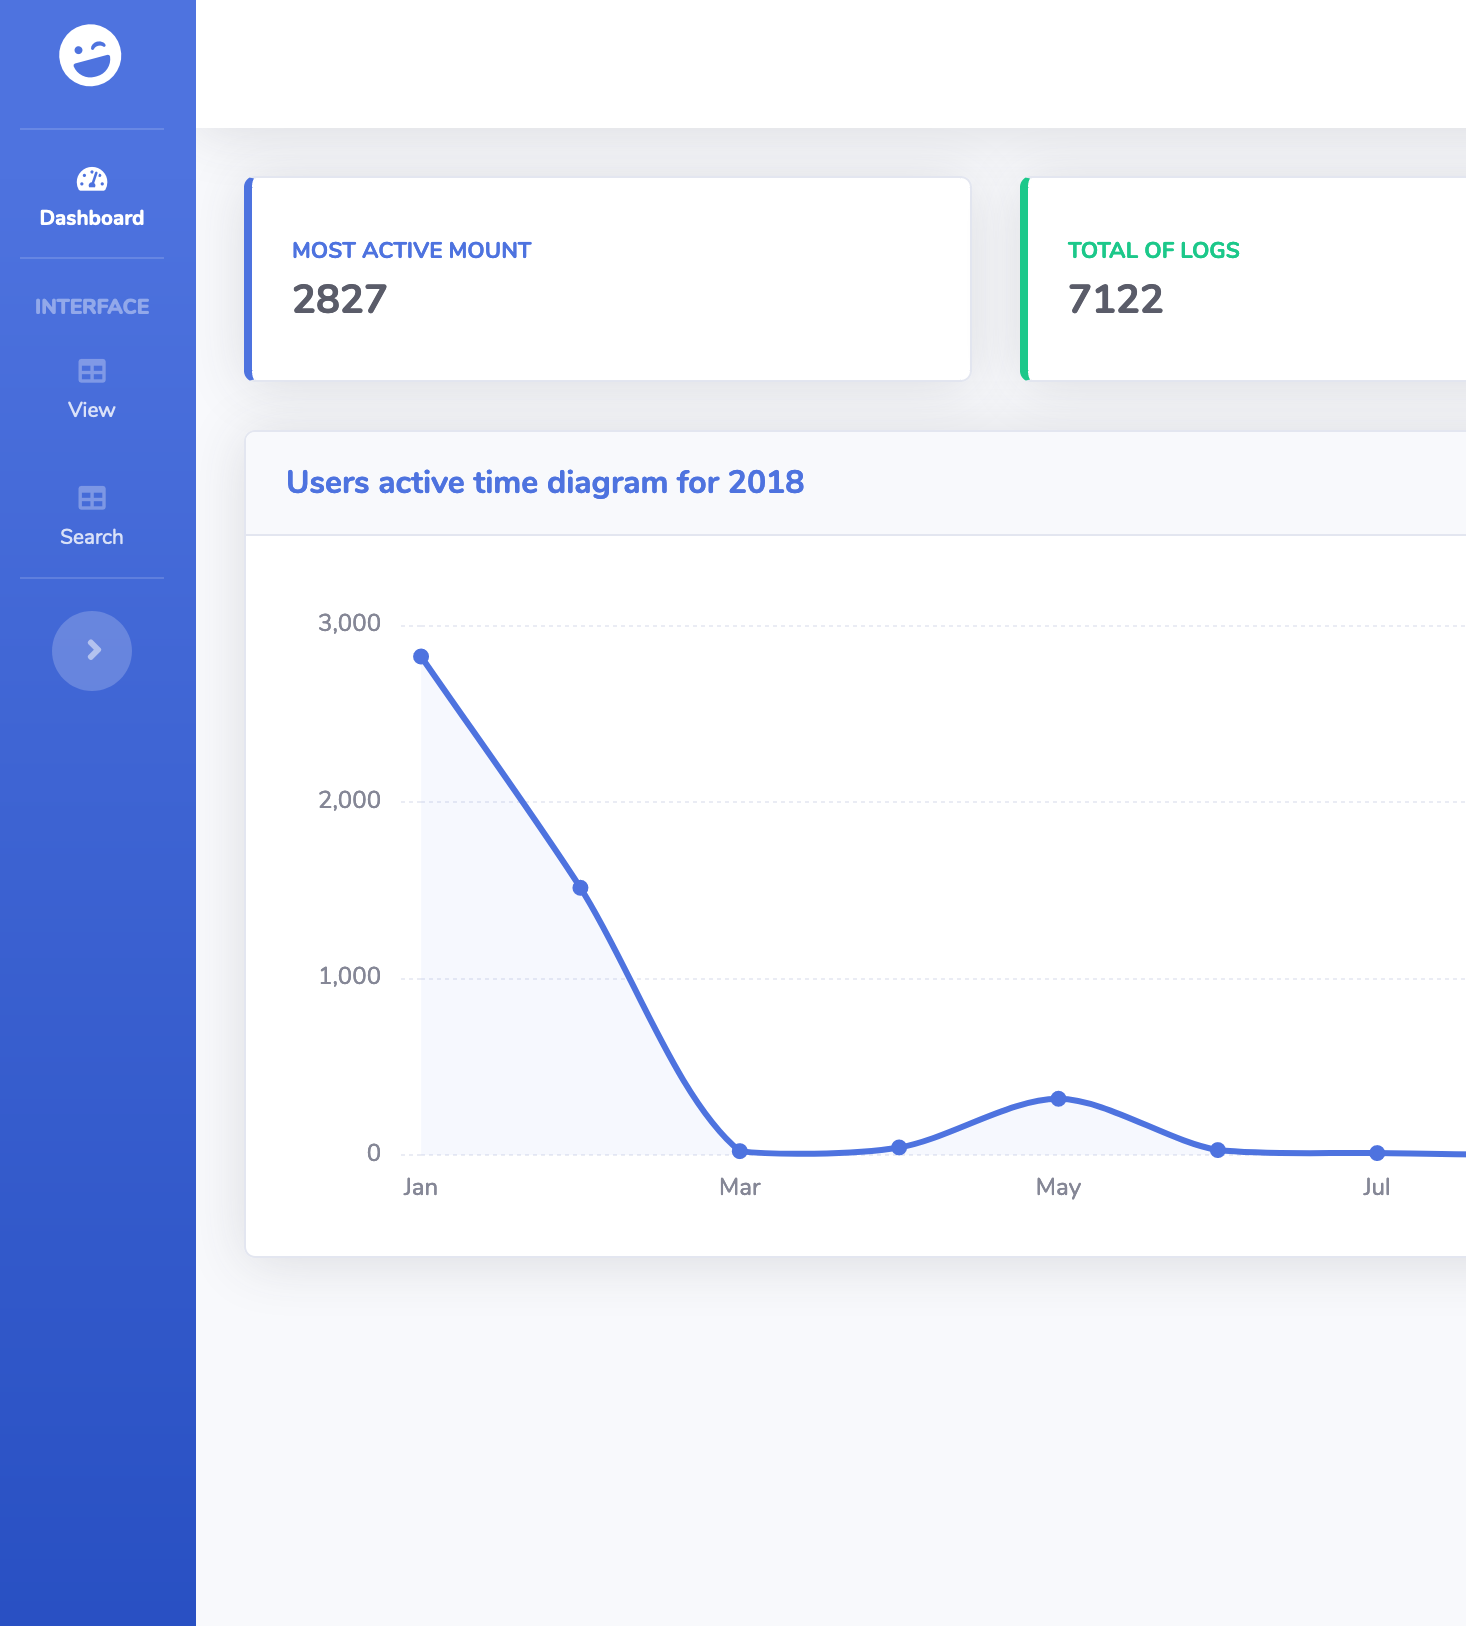 Dashboard
INTERFACE
View
Search
MOST ACTIVE MOUNT
2827
TOTAL OF LOGS
7122
Users active time diagram for 2018
3,000
2,000
1,000
0
Jan
Mar
May
Jul